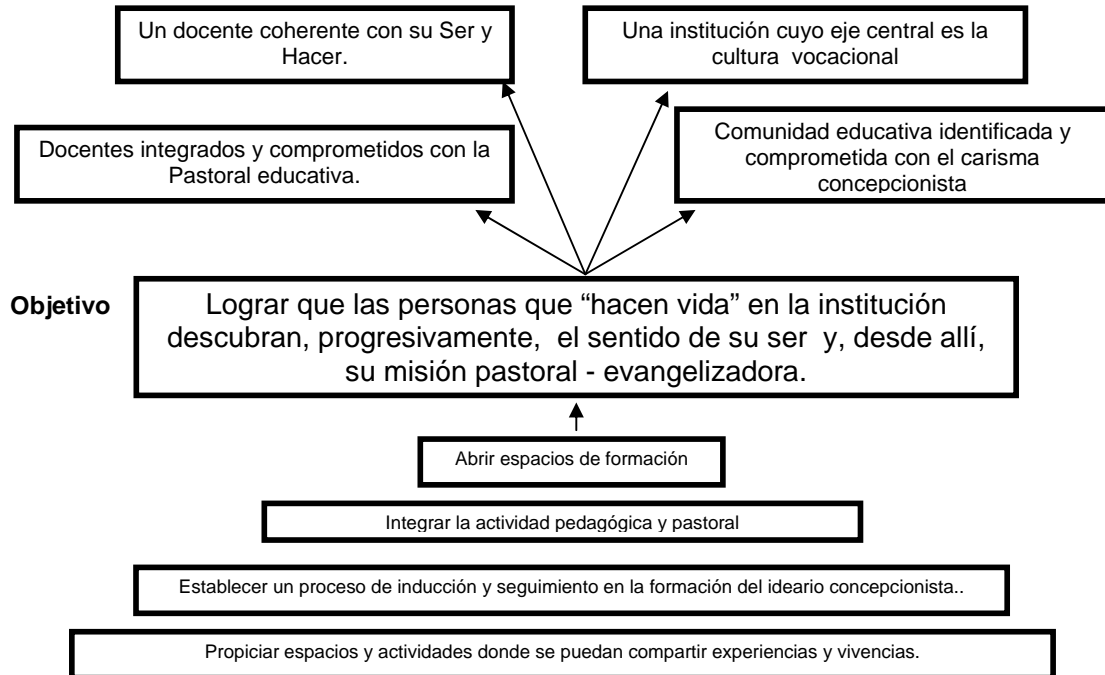 Un docente coherente con su Ser y
Hacer.
Una institución cuyo eje central es la
cultura vocacional
Docentes integrados y comprometidos con la
Pastoral educativa.
Comunidad educativa identificada y
comprometida con el carisma
concepcionista
Objetivo
Lograr que las personas que “hacen vida” en la institución
descubran, progresivamente, el sentido de su ser y, desde allí,
su misión pastoral - evangelizadora.
Abrir espacios de formación
Integrar la actividad pedagógica y pastoral
Establecer un proceso de inducción y seguimiento en la formación del ideario concepcionista..
Propiciar espacios y actividades donde se puedan compartir experiencias y vivencias.